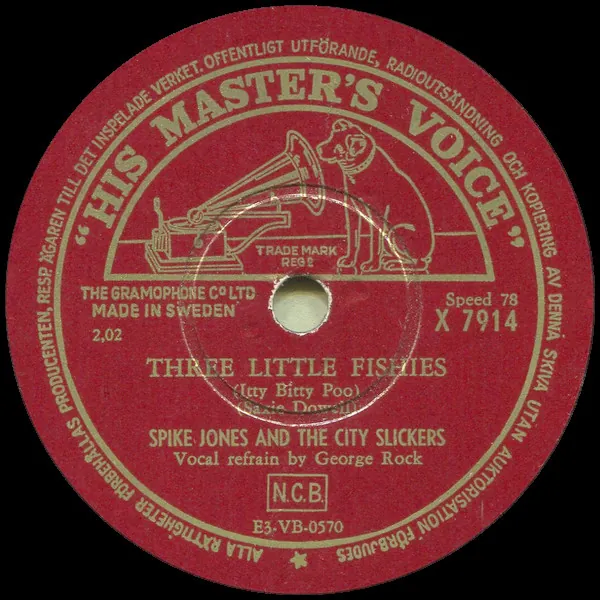 ALLA RÄTTIGHETER FÖRBEHÅLLAS PRODUCENTEN, RESP. ÄGAREN TILL DET INSPELADE VERKET. OFFENTLIGT UTFÖRANDE, RADIOUTSÄNDNING OCH KOPIERING AV DENNA SKIVA UTAN AUKTORISATION FÖRBJUDES
"HIS MASTER'S VOICE"
TRADE MARK
REGD
THE GRAMOPHONE CO LTD
MADE IN SWEDEN
2,02
Speed 78
X 7914
THREE LITTLE FISHIES
(Itty Bitty Poo)
(Saxie Dowell)
SPIKE JONES AND THE CITY SLICKERS
Vocal refrain by George Rock
N.C.B.
E3-VB-0570